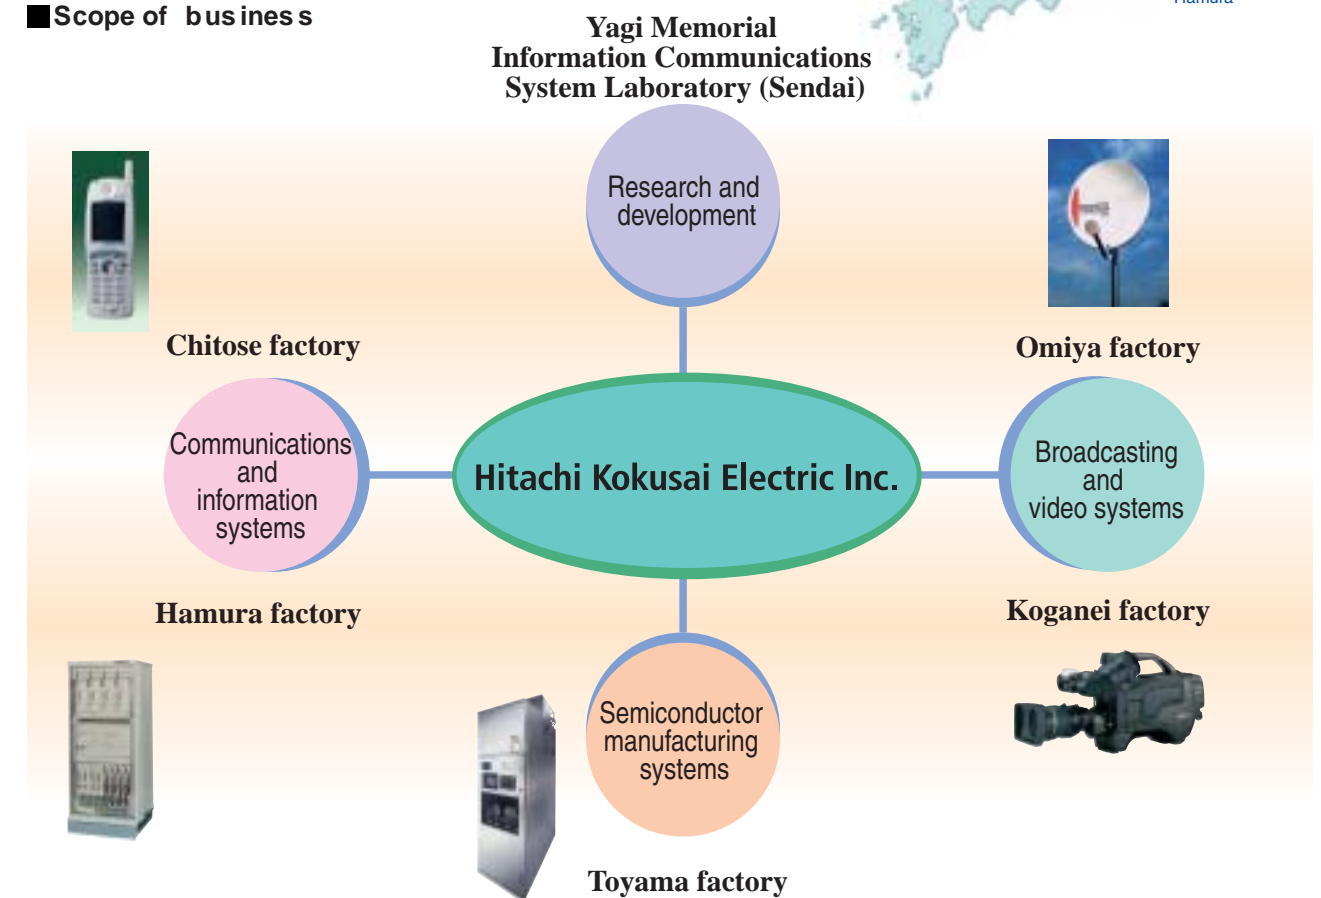 ■Scope of business
Hamura
Yagi Memorial
Information Communications
System Laboratory (Sendai)
Research and
development
Chitose factory
Omiya factory
Communications
and
information
systems
Hitachi Kokusai Electric Inc.
Broadcasting
and
video systems
Hamura factory
Koganei factory
Semiconductor
manufacturing
systems
Toyama factory